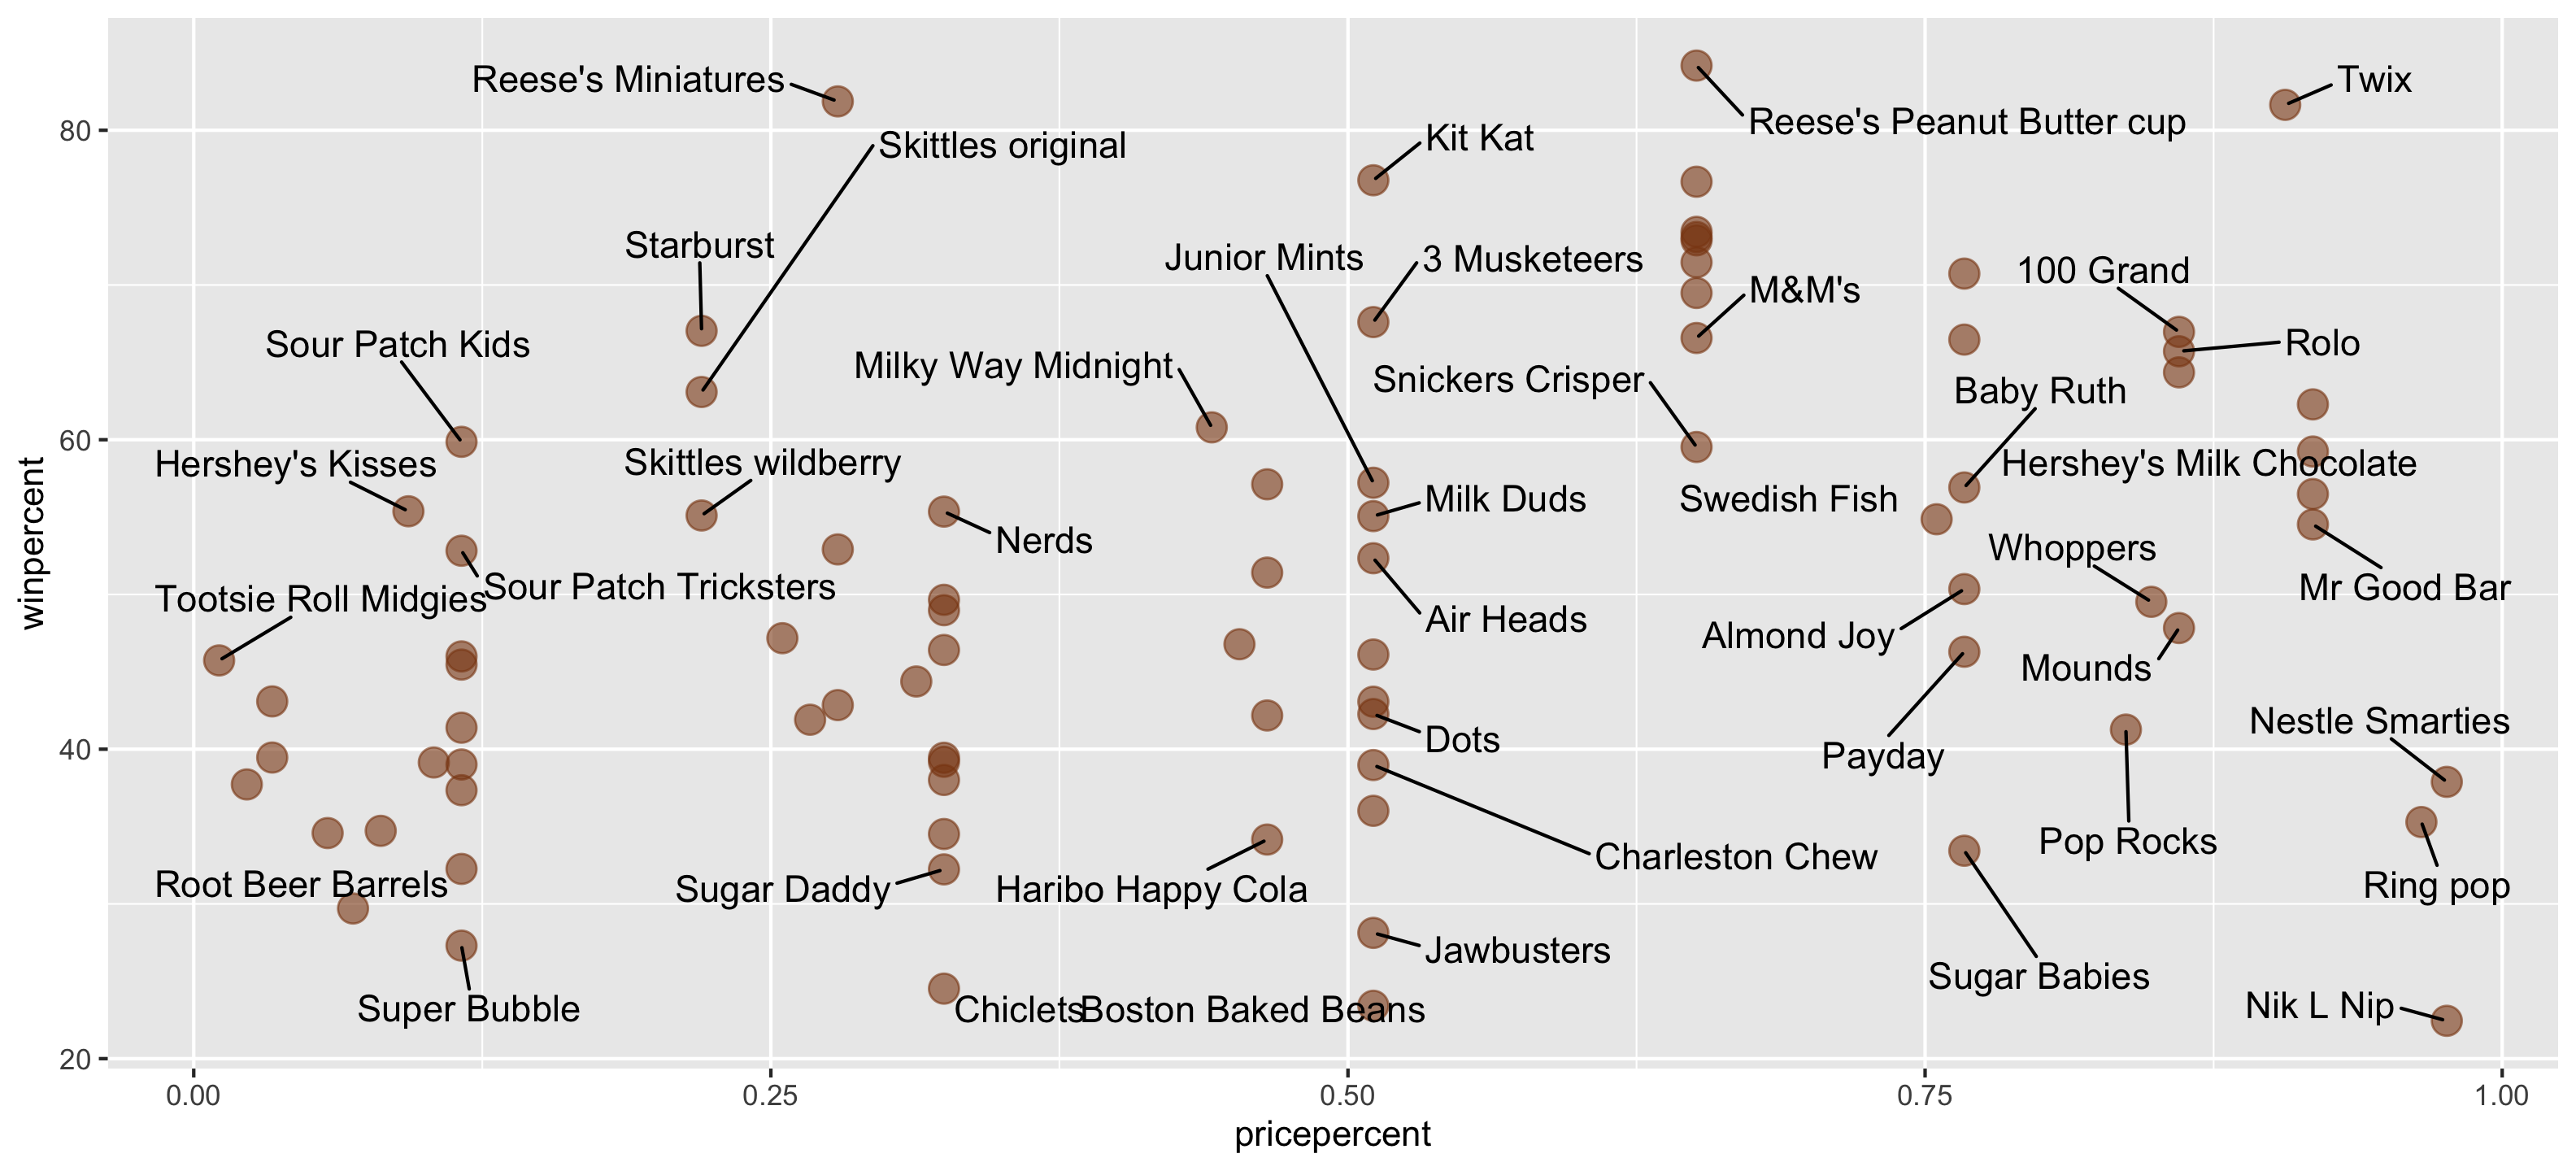 Reese's Miniatures
Twix
Reese's Peanut Butter cup
Kit Kat
Skittles original
Starburst
Junior Mints
3 Musketeers
100 Grand
M&M's
Sour Patch Kids
Rolo
Milky Way Midnight
Snickers Crisper
Baby Ruth
Hershey's Kisses
Skittles wildberry
Hershey's Milk Chocolate
Milk Duds
Swedish Fish
Nerds
Whoppers
Sour Patch Tricksters
Mr Good Bar
Tootsie Roll Midgies
Air Heads
Almond Joy
Mounds
Nestle Smarties
Dots
Payday
Pop Rocks
Charleston Chew
Root Beer Barrels
Sugar Daddy
Haribo Happy Cola
Ring pop
Jawbusters
Sugar Babies
Super Bubble
Chiclets
Boston Baked Beans
Nik L Nip
80
60
40
20
winpercent
0.00
0.25
0.50
0.75
1.00
pricepercent